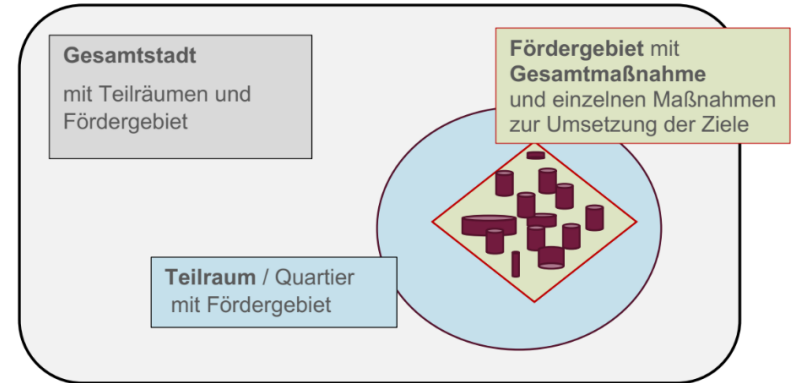 Gesamtstadt
mit Teilräumen und
Fördergebiet
Fördergebiet mit
Gesamtmaßnahme
und einzelnen Maßnahmen
zur Umsetzung der Ziele
Teilraum / Quartier
mit Fördergebiet